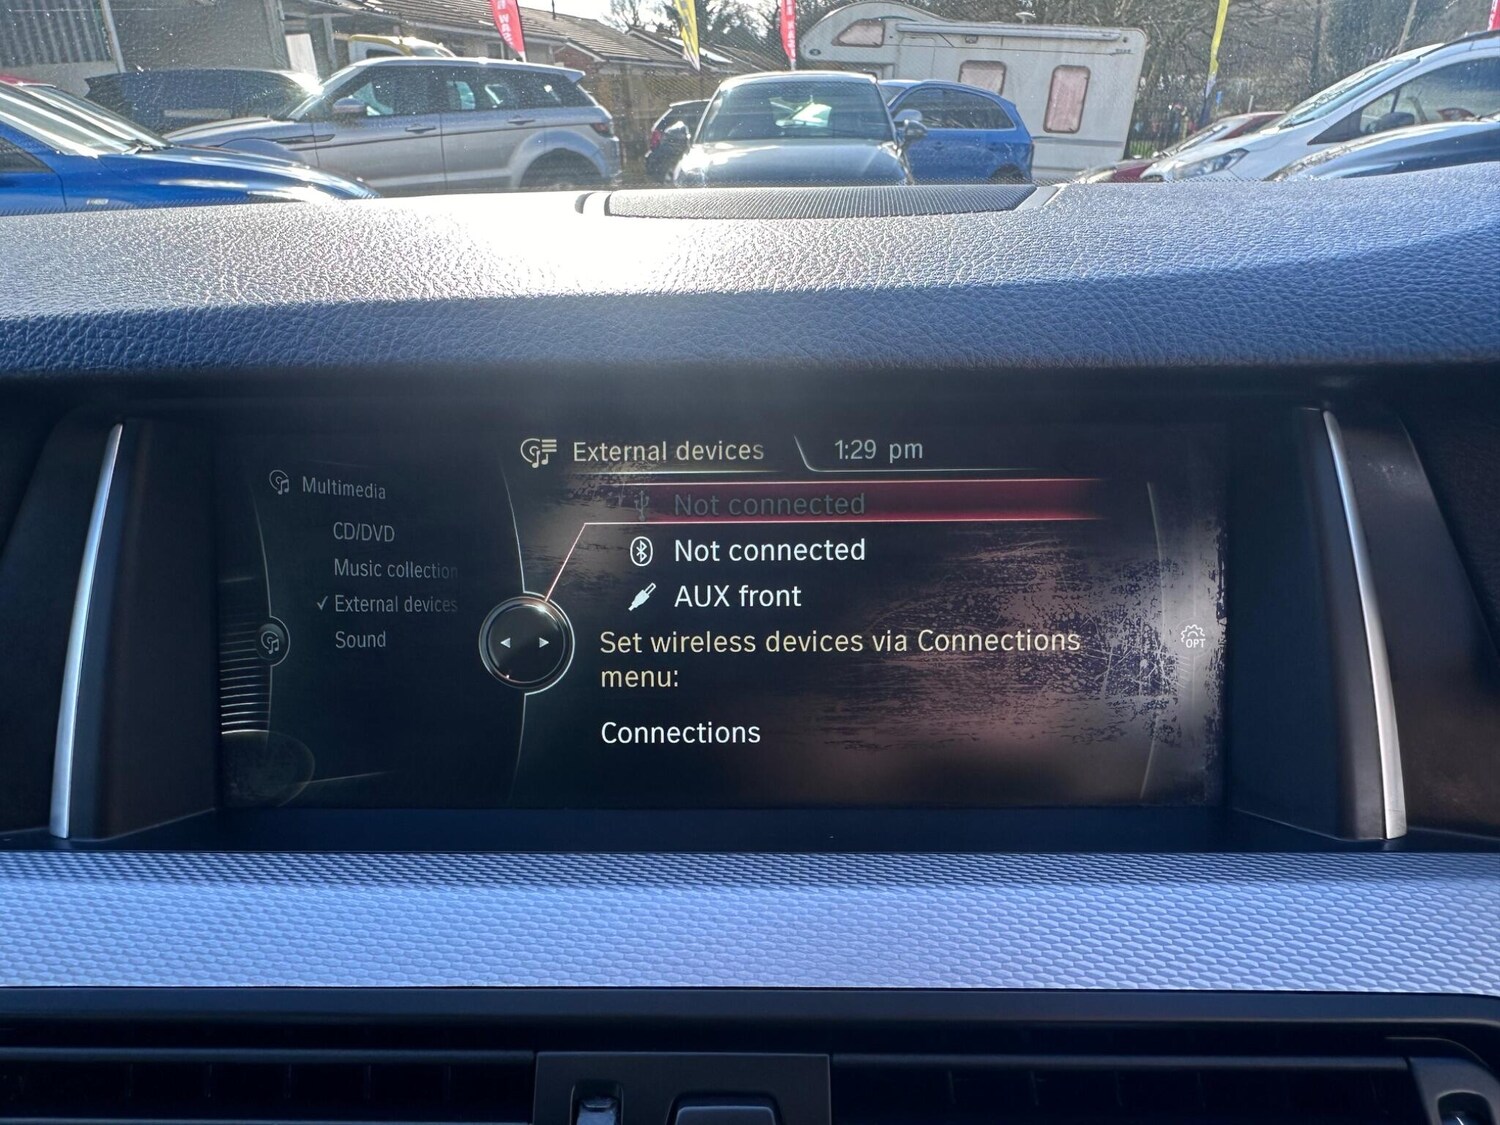 External devices
1:29 pm
Multimedia
CD/DVD
Music collection
External devices
Sound
Not connected
Not connected
AUX front
Set wireless devices via Connections
menu:
Connections
OPT